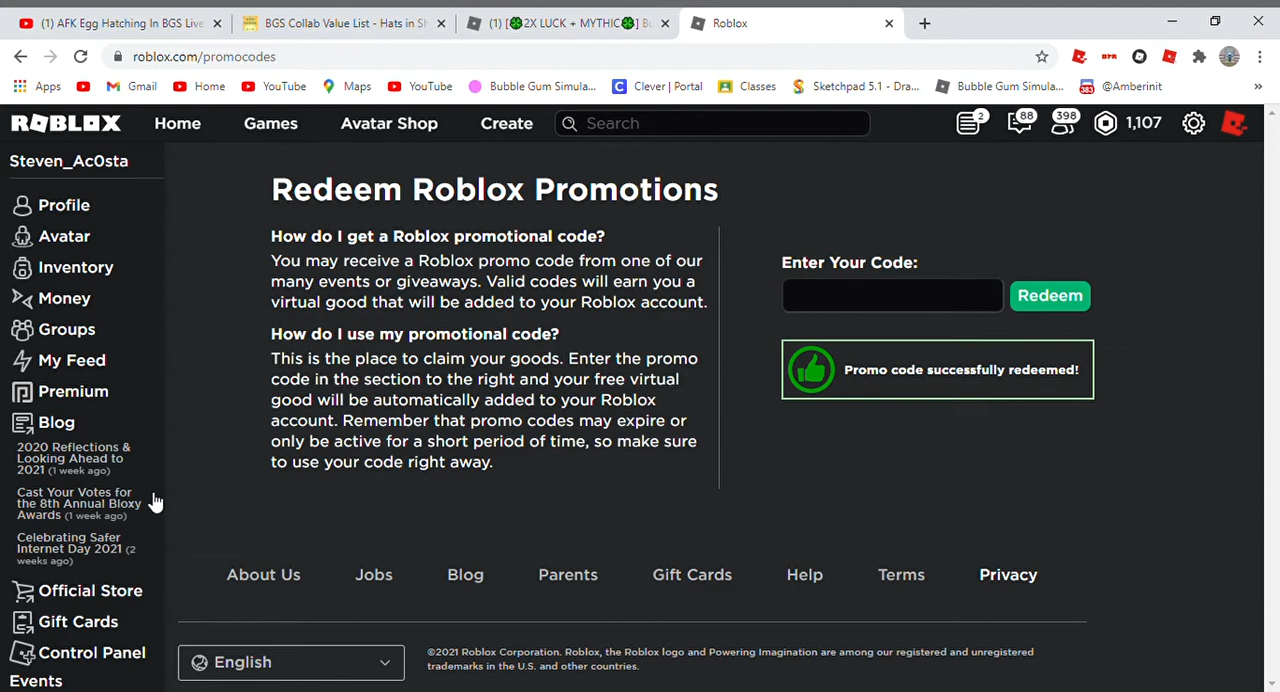 (1) AFK Egg Hatching In BGS Live
BGS Collab Value List - Hats in S
(1) [🍀2X LUCK + MYTHIC🍀] Bu
Roblox
roblox.com/promocodes
Apps
Gmail
Home
YouTube
Maps
YouTube
Bubble Gum Simula...
Clever | Portal
Classes
Sketchpad 5.1 - Dra...
Bubble Gum Simula...
383
@Amberinit
»
ROBLOX
Home
Games
Avatar Shop
Create
Search
2
88
398
1,107
Steven_Ac0sta
Profile
Avatar
Inventory
Money
Groups
My Feed
Premium
Blog
2020 Reflections &
Looking Ahead to
2021 (1 week ago)
Cast Your Votes for
the 8th Annual Bloxy
Awards (1 week ago)
Celebrating Safer
Internet Day 2021 (2
weeks ago)
Official Store
Gift Cards
Control Panel
Events
Redeem Roblox Promotions
How do I get a Roblox promotional code?
You may receive a Roblox promo code from one of our
many events or giveaways. Valid codes will earn you a
virtual good that will be added to your Roblox account.
How do I use my promotional code?
This is the place to claim your goods. Enter the promo
code in the section to the right and your free virtual
good will be automatically added to your Roblox
account. Remember that promo codes may expire or
only be active for a short period of time, so make sure
to use your code right away.
Enter Your Code:
Redeem
Promo code successfully redeemed!
About Us
Jobs
Blog
Parents
Gift Cards
Help
Terms
Privacy
English
©2021 Roblox Corporation. Roblox, the Roblox logo and Powering Imagination are among our registered and unregistered
trademarks in the U.S. and other countries.